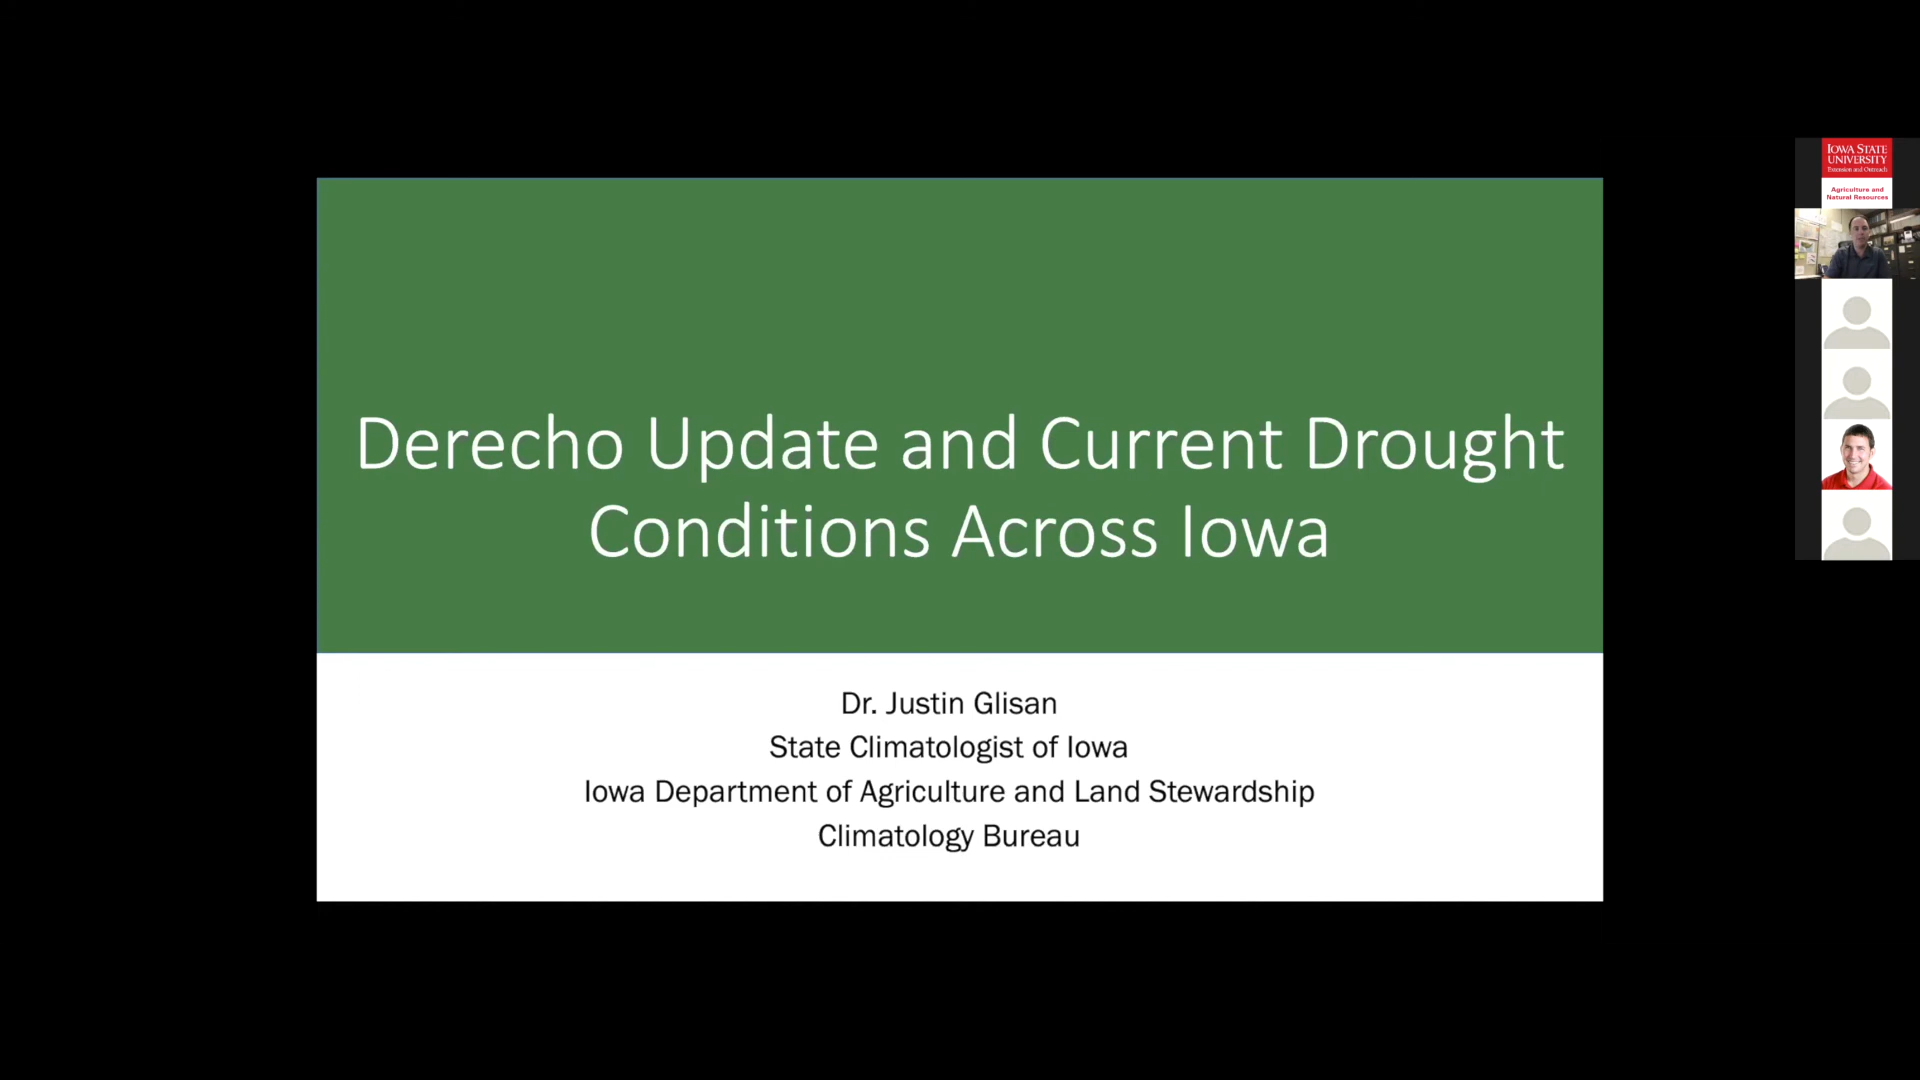 Derecho Update and Current Drought
Conditions Across Iowa
Dr. Justin Glisan
State Climatologist of Iowa
Iowa Department of Agriculture and Land Stewardship
Climatology Bureau
IOWA STATE
UNIVERSITY
Extension and Outreach
Agriculture and
Natural Resources